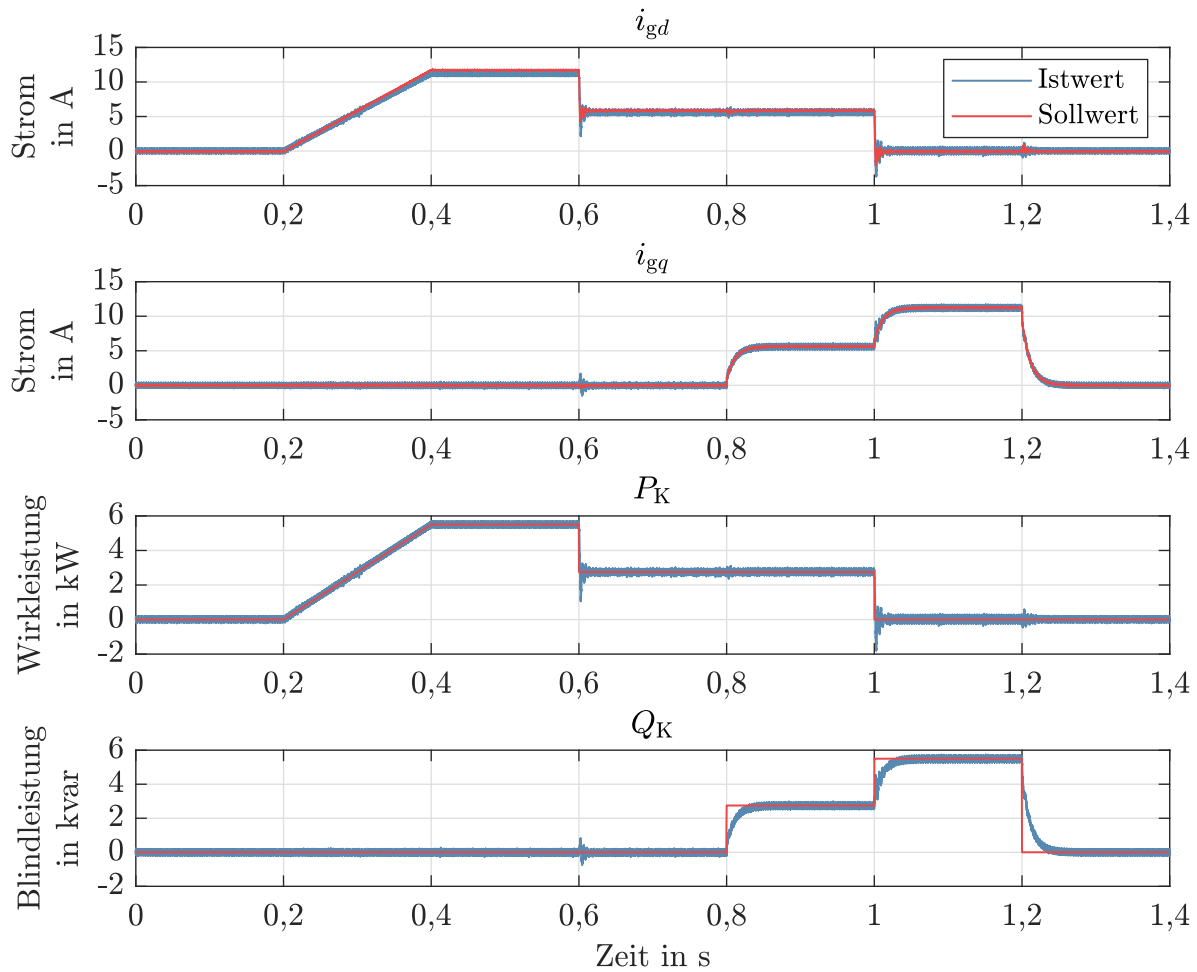 i_gd
15
10
5
0
-5
Strom
in A
Istwert
Sollwert
0 0,2 0,4 0,6 0,8 1 1,2 1,4
i_gq
15
10
5
0
-5
Strom
in A
0 0,2 0,4 0,6 0,8 1 1,2 1,4
P_K
6
4
2
0
-2
Wirkleistung
in kW
0 0,2 0,4 0,6 0,8 1 1,2 1,4
Q_K
6
4
2
0
-2
Blindleistung
in kvar
0 0,2 0,4 0,6 0,8 1 1,2 1,4
Zeit in s